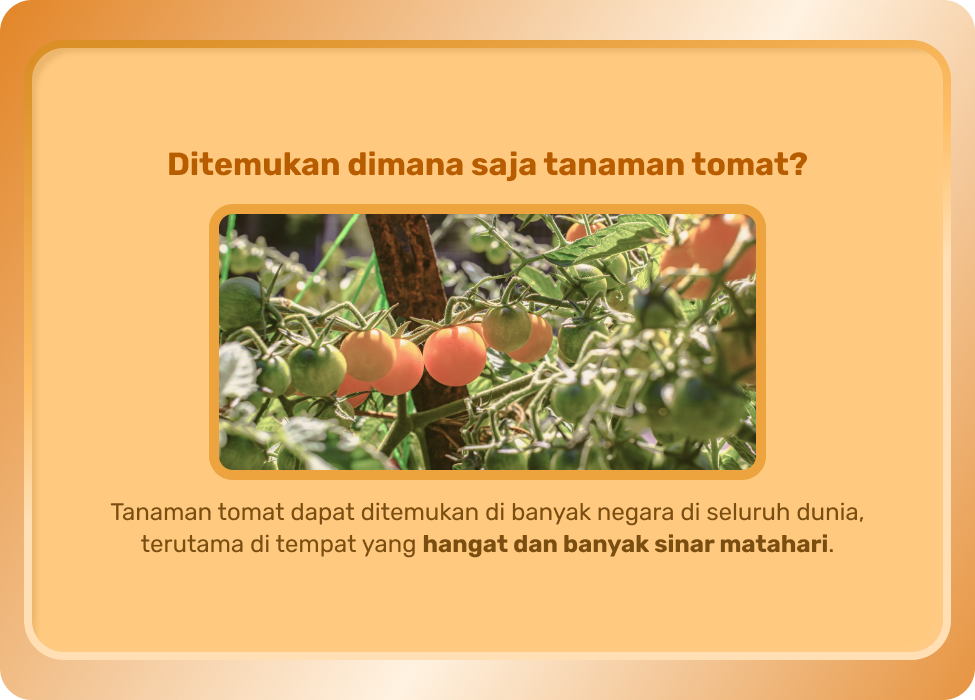 Ditemukan dimana saja tanaman tomat?
Tanaman tomat dapat ditemukan di banyak negara di seluruh dunia,
terutama di tempat yang hangat dan banyak sinar matahari.